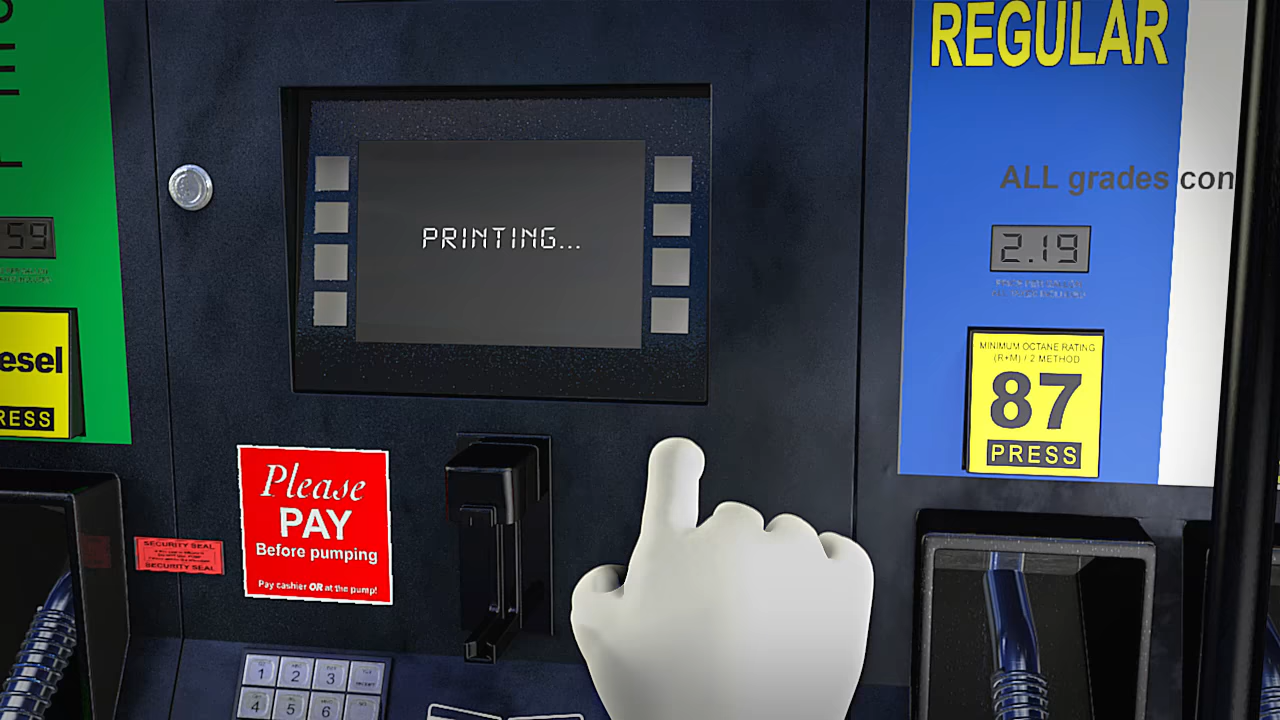 REGULAR
ALL grades con
PRINTING...
59
2.19
MINIMUM OCTANE RATING
(R+M) / 2 METHOD
87
PRESS
esel
RESS
Please
PAY
Before pumping
Pay cashier OR at the pump!
SECURITY SEAL
SECURITY SEAL
1 2 3
4 5 6